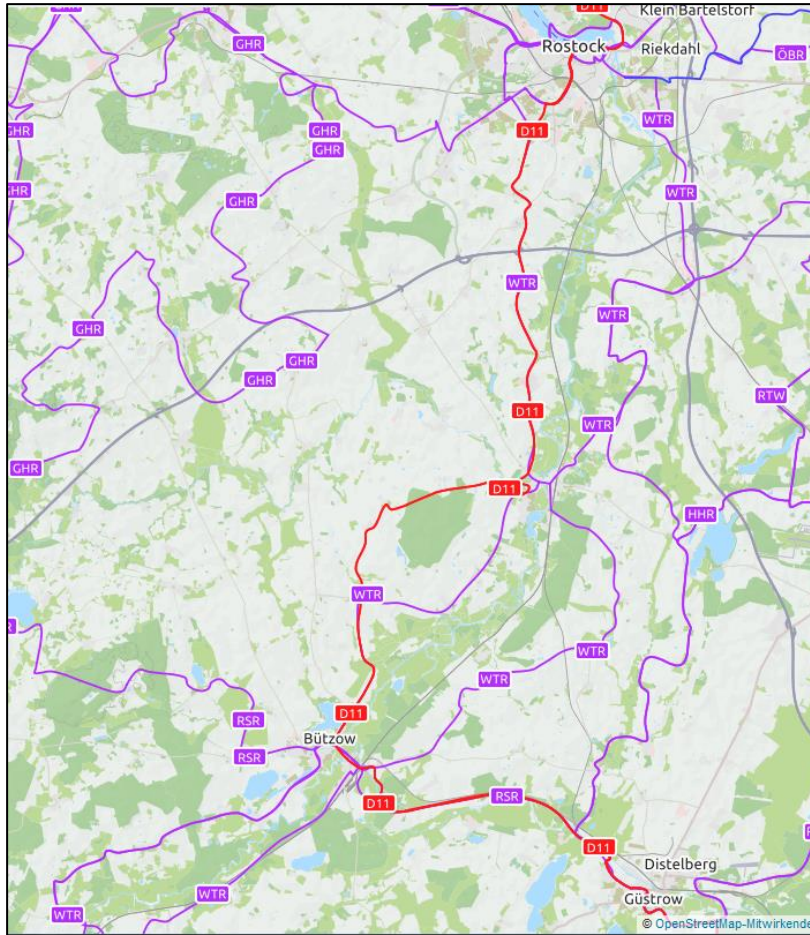 D11
Klein Bartelstorf
GHR
Rostock
Riekdahl
ÖBR
GHR
GHR
D11
WTR
GHR
GHR
WTR
GHR
WTR
GHR
WTR
GHR
GHR
RTW
D11
WTR
GHR
D11
HHR
WTR
WTR
WTR
RSR
D11
Bützow
RSR
RSR
D11
D11
Distelberg
WTR
Güstrow
WTR
© OpenStreetMap-Mitwirkende